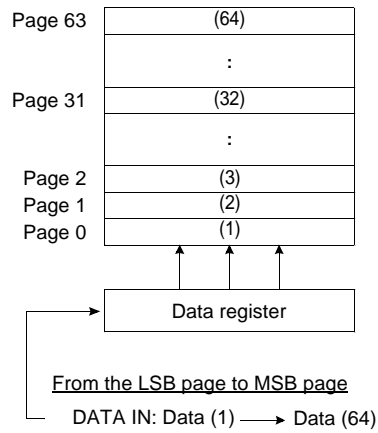 Page 63 (64)
:
Page 31 (32)
:
Page 2 (3)
Page 1 (2)
Page 0 (1)
Data register
From the LSB page to MSB page
DATA IN: Data (1) Data (64)